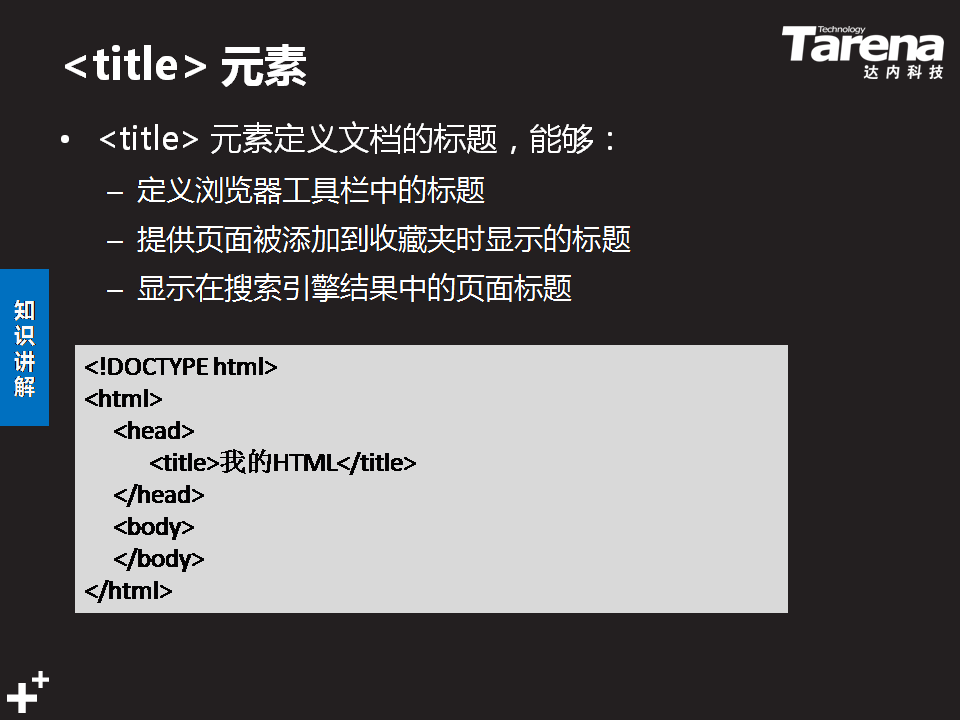 <title> 元素
Technology
Tarena
达内科技
• <title> 元素定义文档的标题，能够：
– 定义浏览器工具栏中的标题
– 提供页面被添加到收藏夹时显示的标题
– 显示在搜索引擎结果中的页面标题
知识讲解
<!DOCTYPE html>
<html>
<head>
<title>我的HTML</title>
</head>
<body>
</body>
</html>